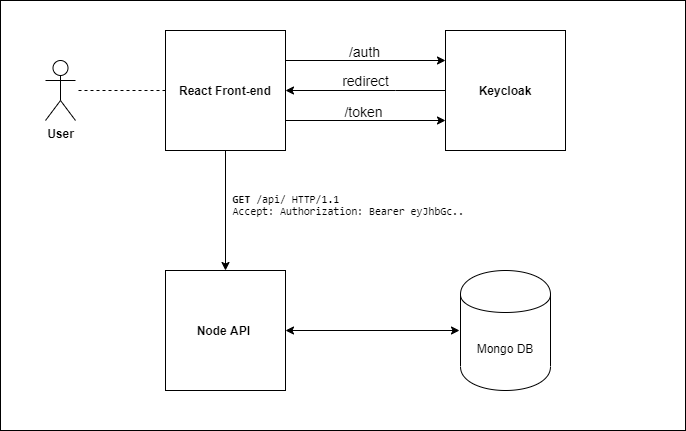 /auth
redirect
/token
React Front-end
Keycloak
User
GET /api/ HTTP/1.1
Accept: Authorization: Bearer eyJhbGc..
Node API
Mongo DB